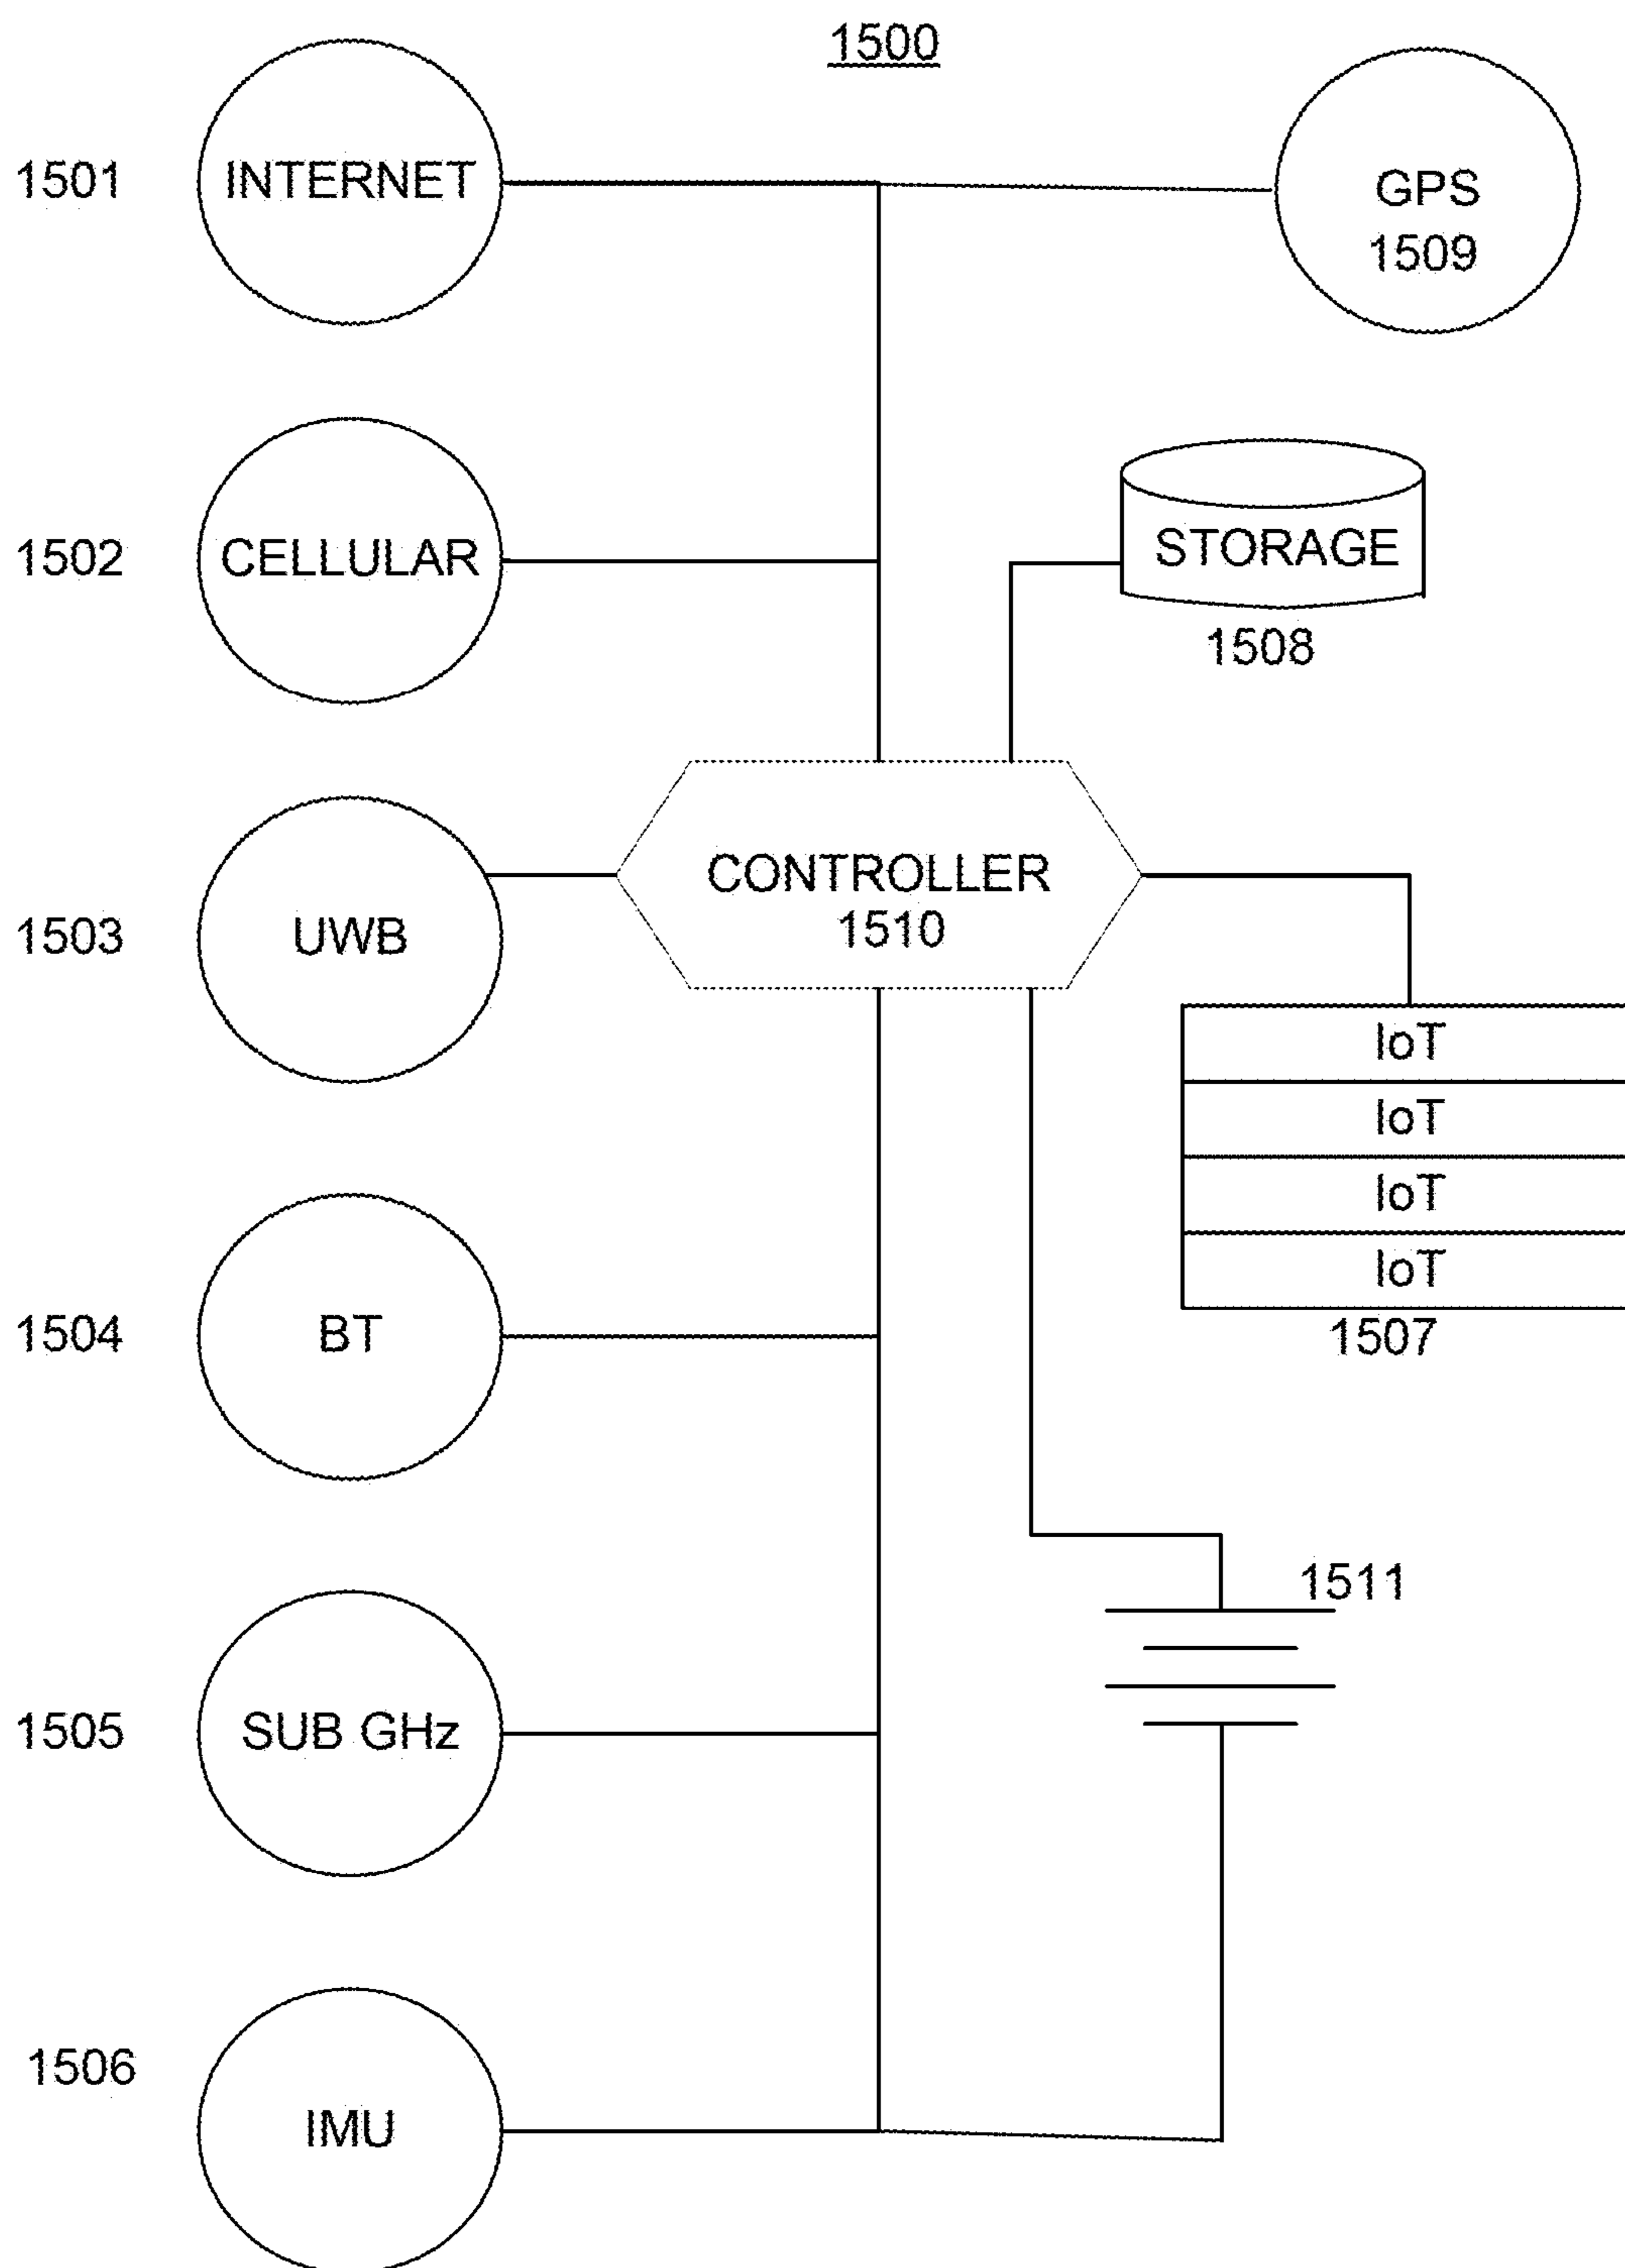 1500
1501
INTERNET
GPS
1509
1502
CELLULAR
STORAGE
1508
1503
UWB
CONTROLLER
1510
IoT
IoT
IoT
IoT
1507
1504
BT
1511
1505
SUB GHz
1506
IMU